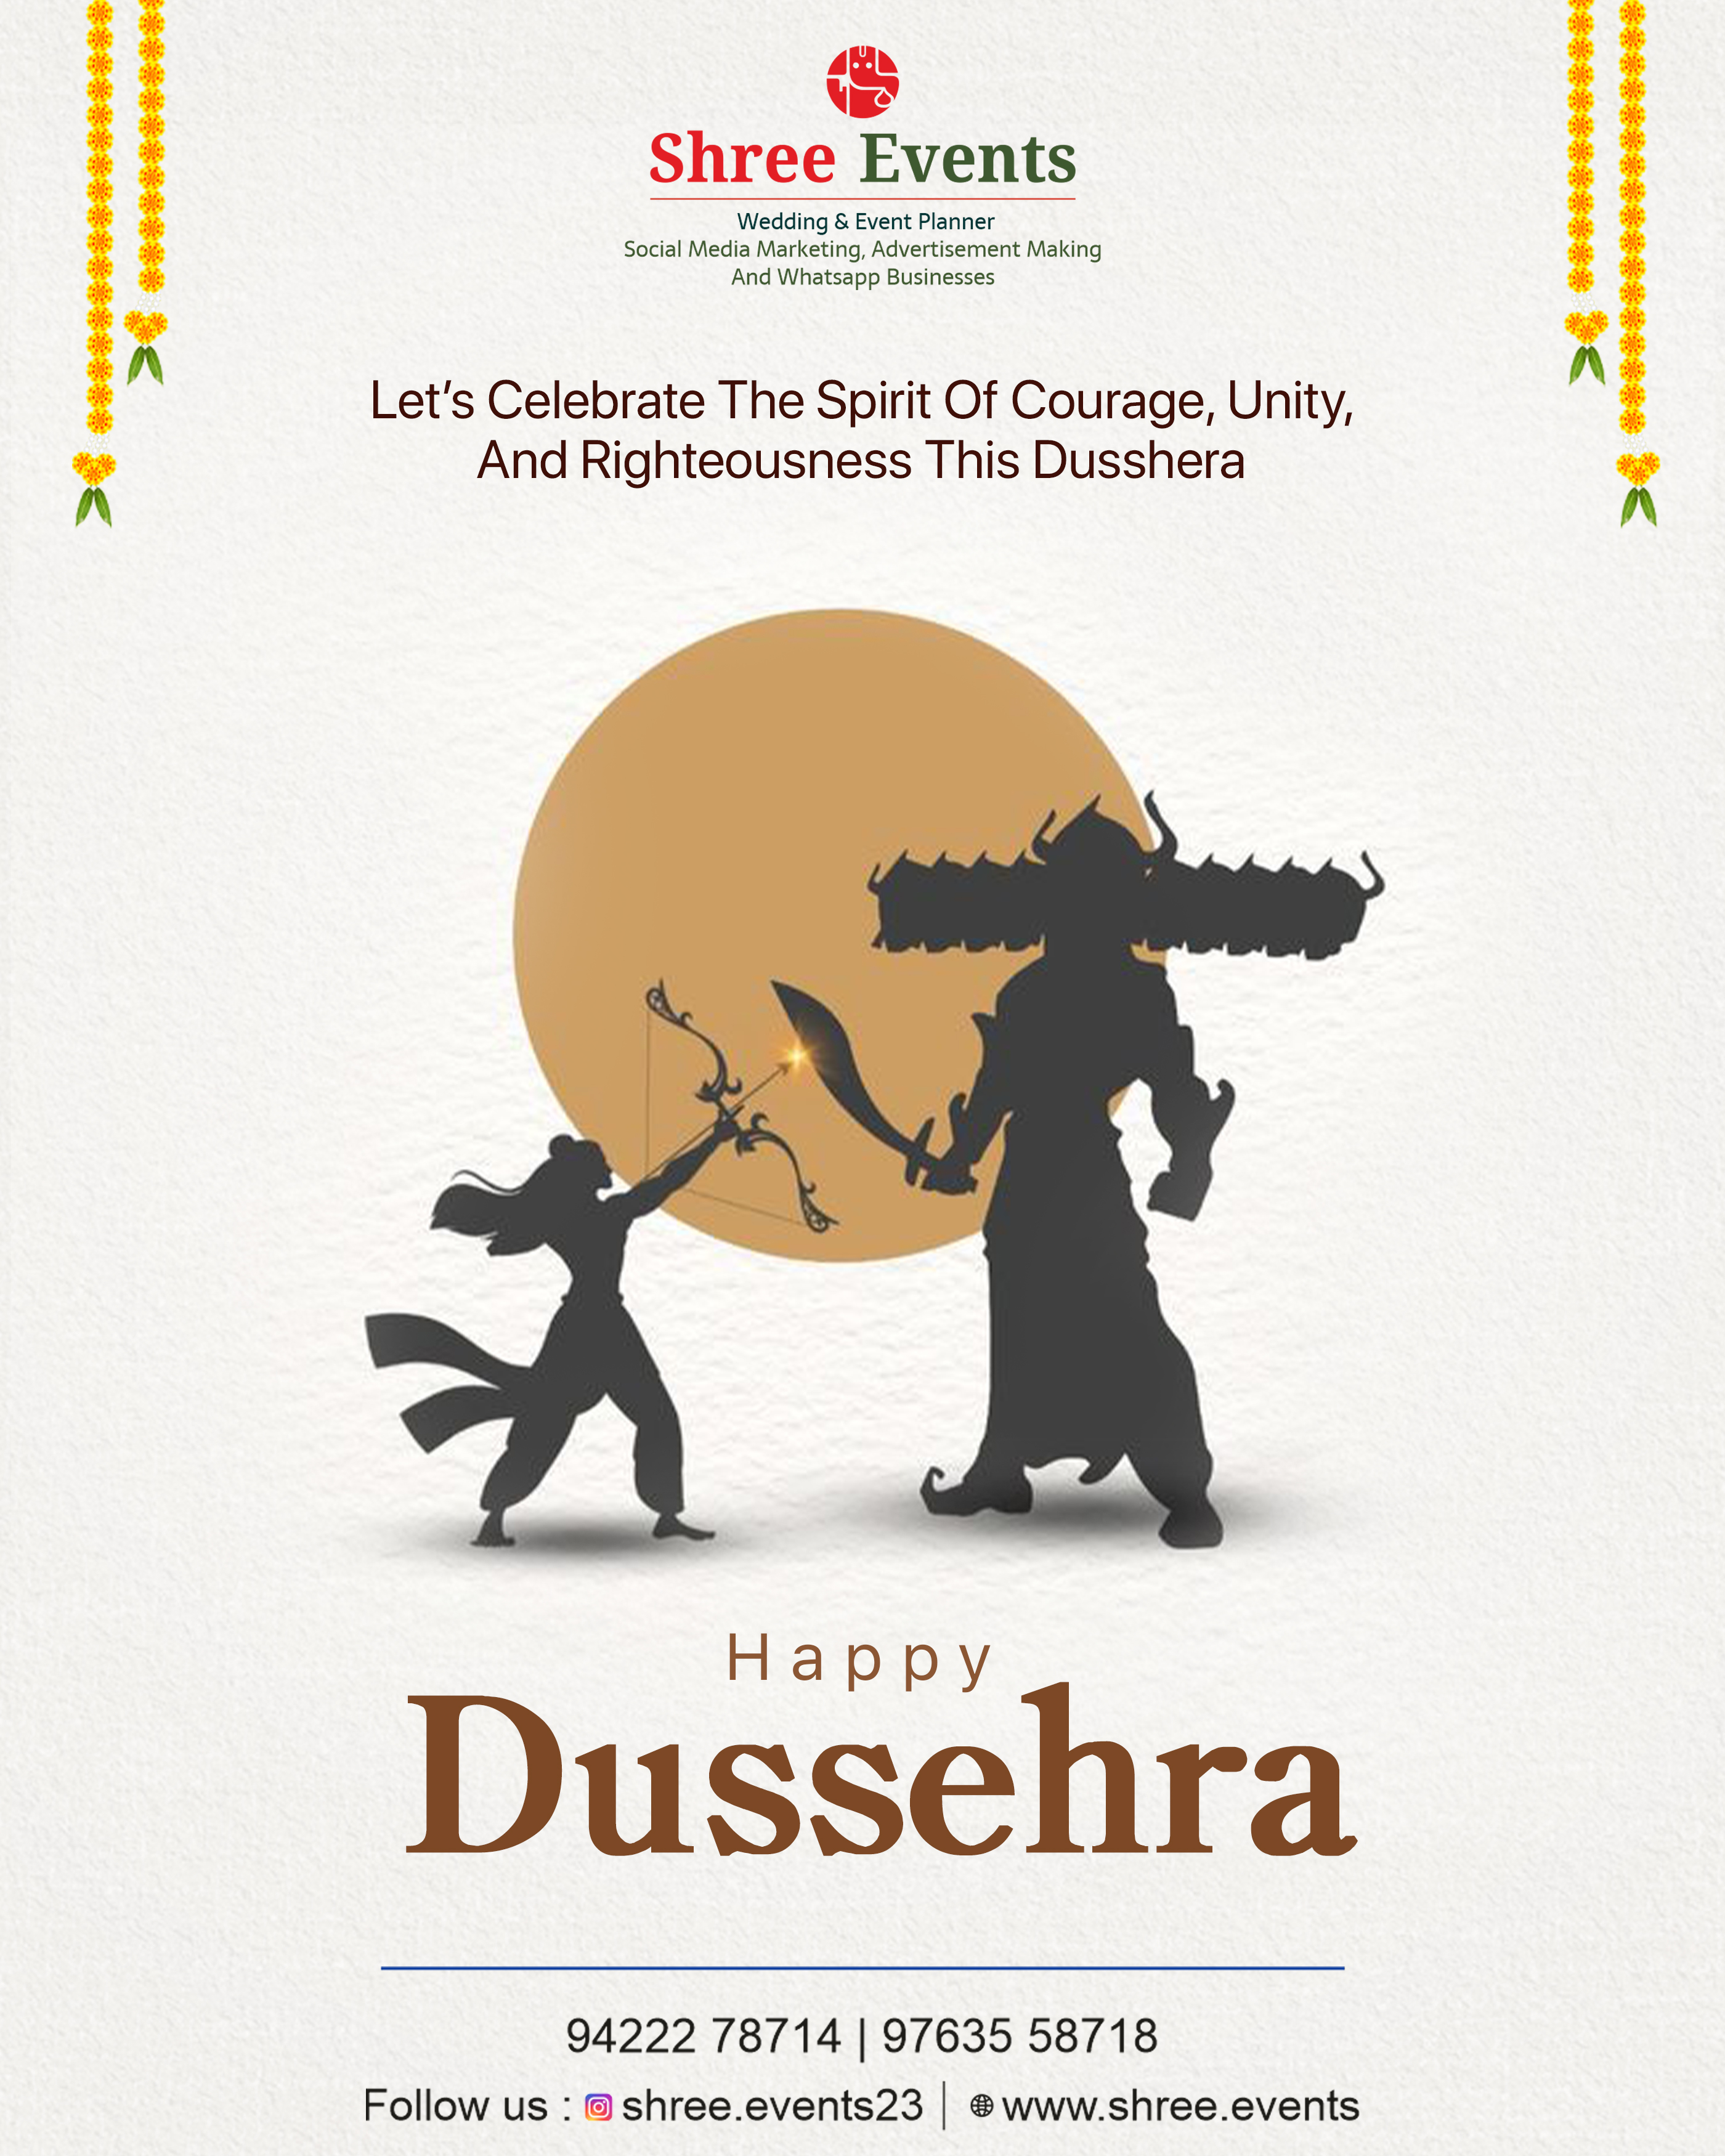 Shree Events
Wedding & Event Planner
Social Media Marketing, Advertisement Making
And Whatsapp Businesses
Let's Celebrate The Spirit Of Courage, Unity,
And Righteousness This Dusshera
Happy
Dussehra
94222 78714 | 97635 58718
Follow us : shree.events23 | www.shree.events